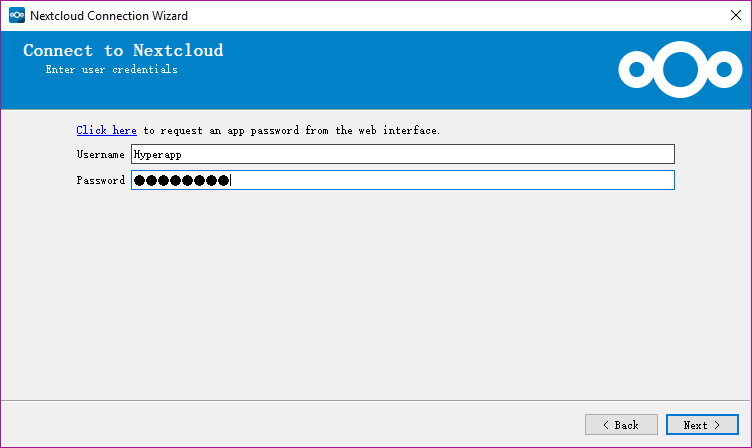 Nextcloud Connection Wizard
Connect to Nextcloud
Enter user credentials
Click here to request an app password from the web interface.
Username Hyperapp
Password ●●●●●●●●
< Back Next >